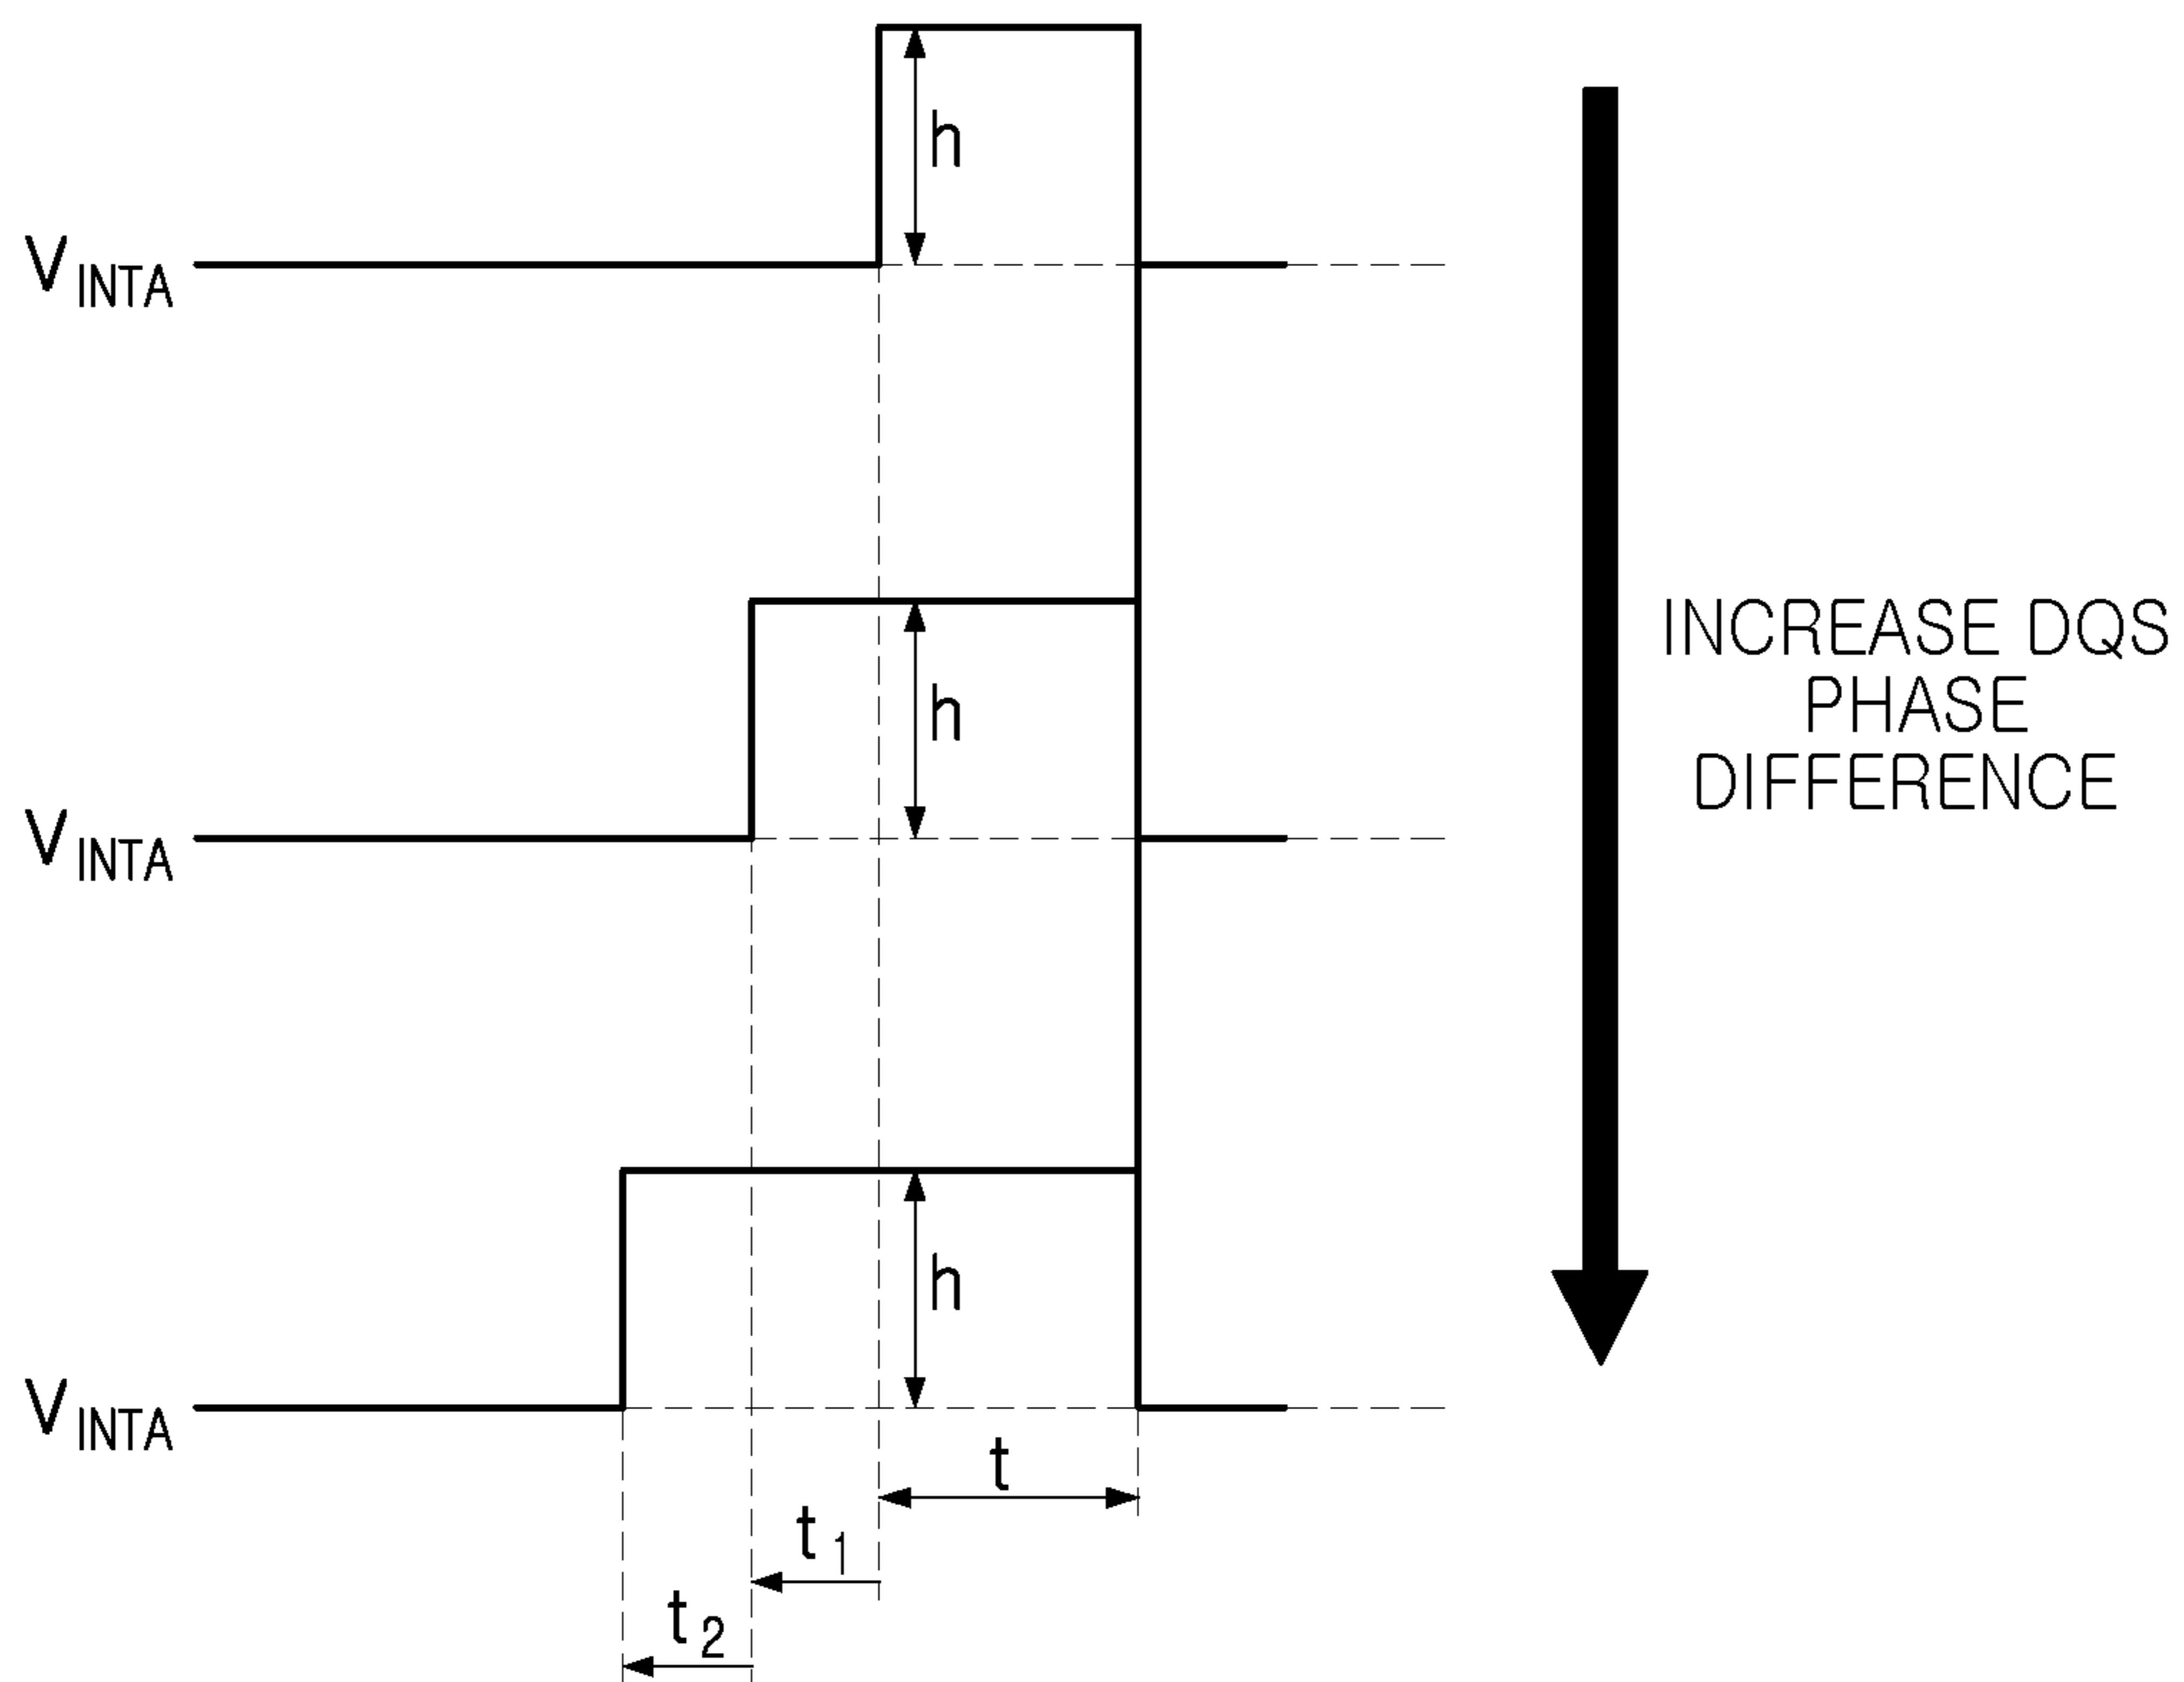 h
V INTA
h
INCREASE DQS
PHASE
DIFFERENCE
V INTA
h
V INTA
t
t 1
t 2